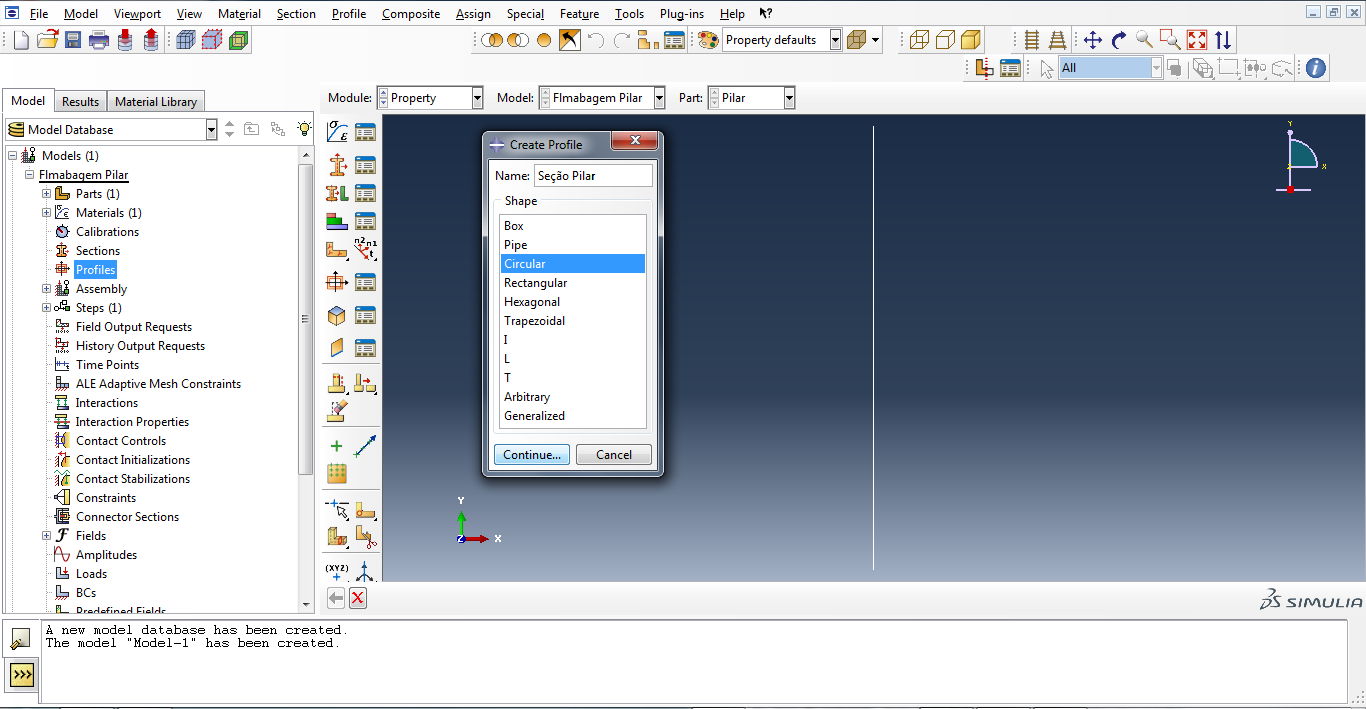 File Model Viewport View Material Section Profile Composite Assign Special Feature Tools Plug-ins Help
Property defaults
All
i
Model Results Material Library
Module: Property Model: Flmabagem Pilar Part: Pilar
Model Database
Models (1)
Flmabagem Pilar
Parts (1)
Materials (1)
Calibrations
Sections
Profiles
Assembly
Steps (1)
Field Output Requests
History Output Requests
Time Points
ALE Adaptive Mesh Constraints
Interactions
Interaction Properties
Contact Controls
Contact Initializations
Contact Stabilizations
Constraints
Connector Sections
Fields
Amplitudes
Loads
BCs
Predefined Fields
σ ε
n2 n1
t
(XYZ)
Create Profile
Name: Seção Pilar
Shape
Box
Pipe
Circular
Rectangular
Hexagonal
Trapezoidal
I
L
T
Arbitrary
Generalized
Continue... Cancel
Y
Z X
Y
Z X
SIMULIA
A new model database has been created.
The model "Model-1" has been created.
>>>